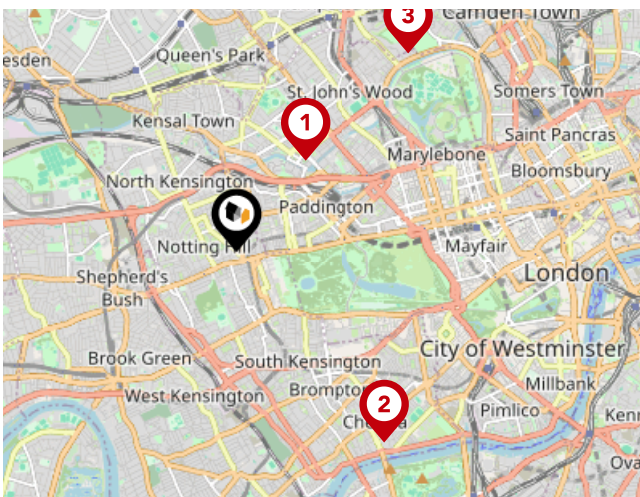 3
Camden Town
Queen's Park
esden
St. John's Wood
Somers Town
Kensal Town
1
Saint Pancras
Marylebone
Bloomsbury
North Kensington
Paddington
Notting Hill
Mayfair
Shepherd's
Bush
London
City of Westminster
Brook Green
South Kensington
Millbank
West Kensington
Brompto
2
Pimlico
Kenn
Chelsea
Ova